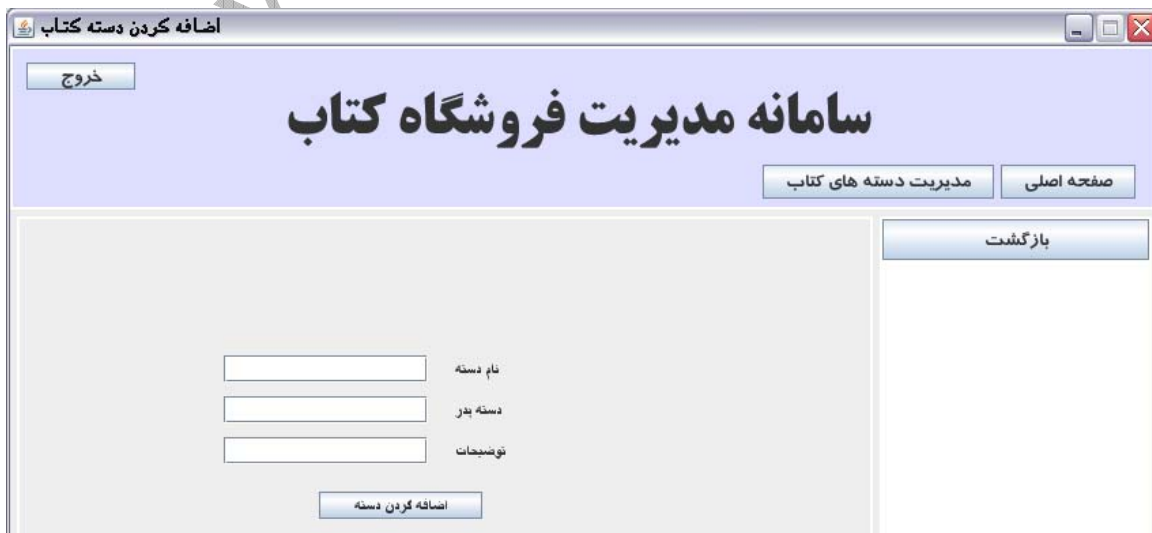 اضافه کردن دسته کتاب
خروج
سامانه مدیریت فروشگاه کتاب
صفحه اصلی
مدیریت دسته های کتاب
بازگشت
نام دسته
دسته پدر
توضیحات
اضافه کردن دسته